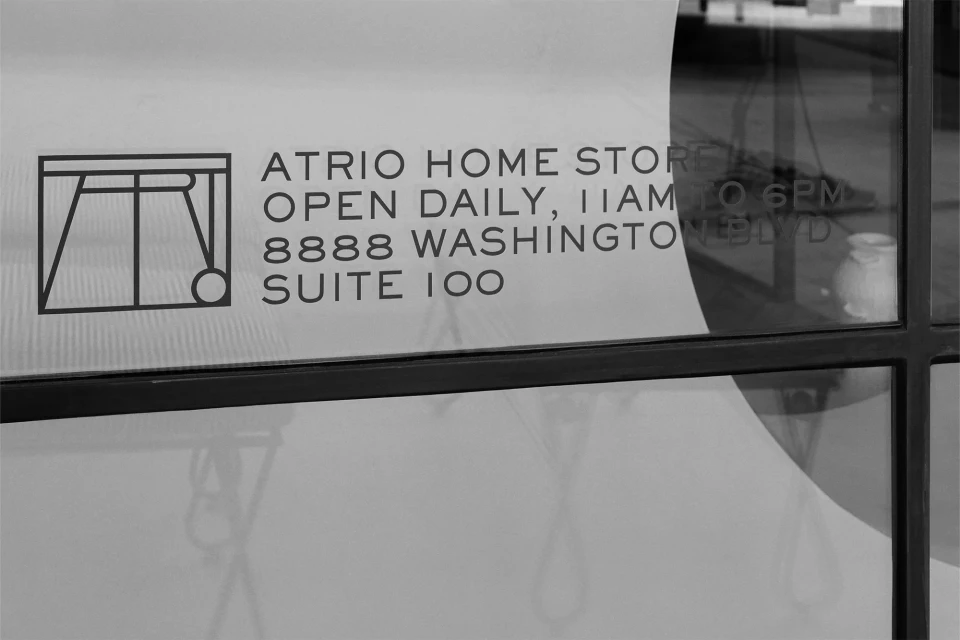 ATRIO HOME STORE
OPEN DAILY, 11AM TO 6PM
8888 WASHINGTON BLVD
SUITE 100